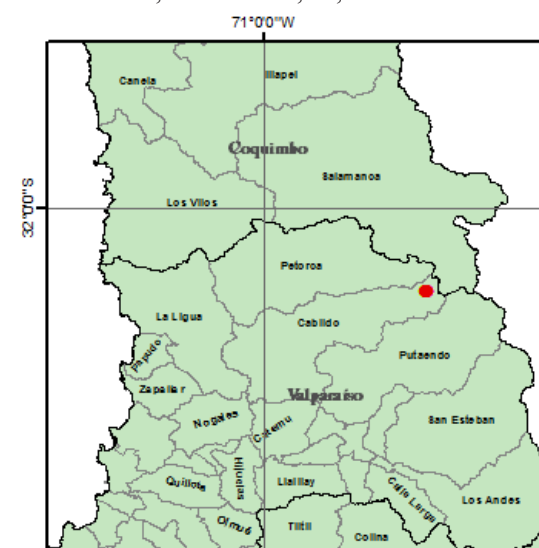 71°0'0"W
Canela
Illapel
Coquimbo
Salamanca
Los Vilos
32°0'0"S
Petorca
La Ligua
Cabildo
Papudo
Putaendo
Zapallar
Valparaíso
Nogales
San Esteban
Catemu
Hijuelas
Quillota
Llaillay
Calle Larga
Los Andes
Olmué
Tiltil
Colina